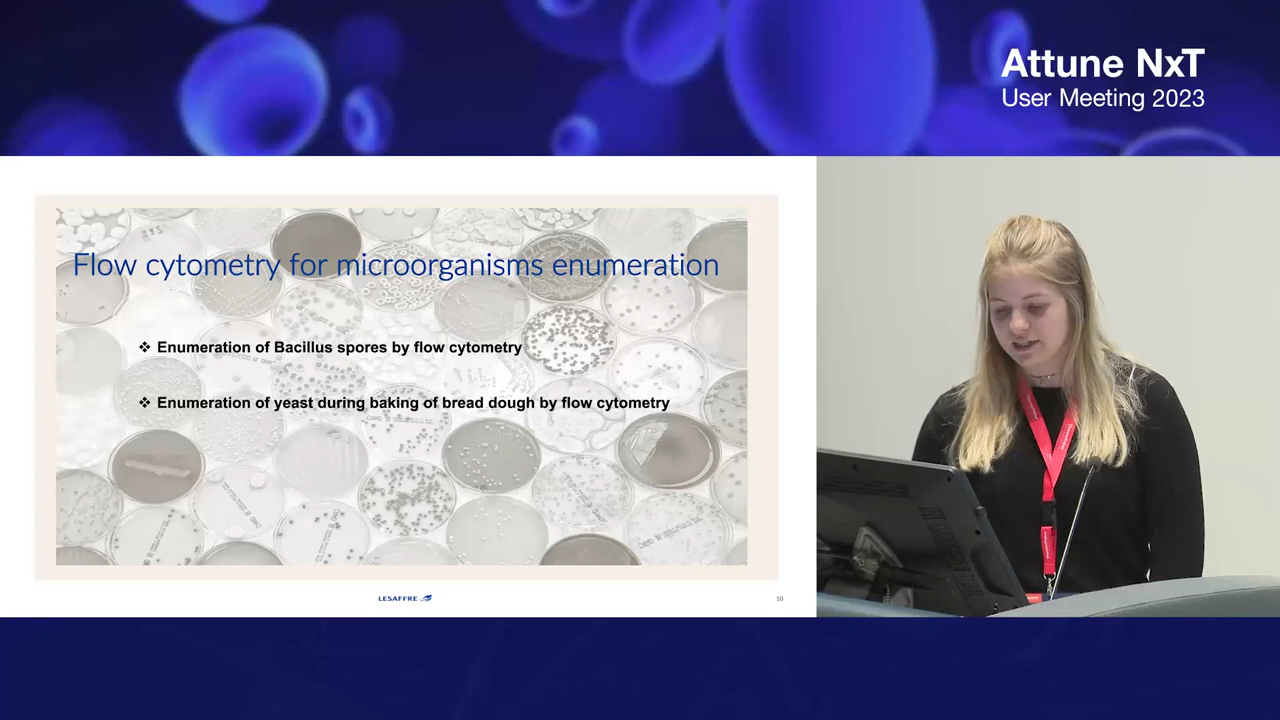 Attune NxT
User Meeting 2023
Flow cytometry for microorganisms enumeration
❖ Enumeration of Bacillus spores by flow cytometry
❖ Enumeration of yeast during baking of bread dough by flow cytometry
LESAFFRE
10